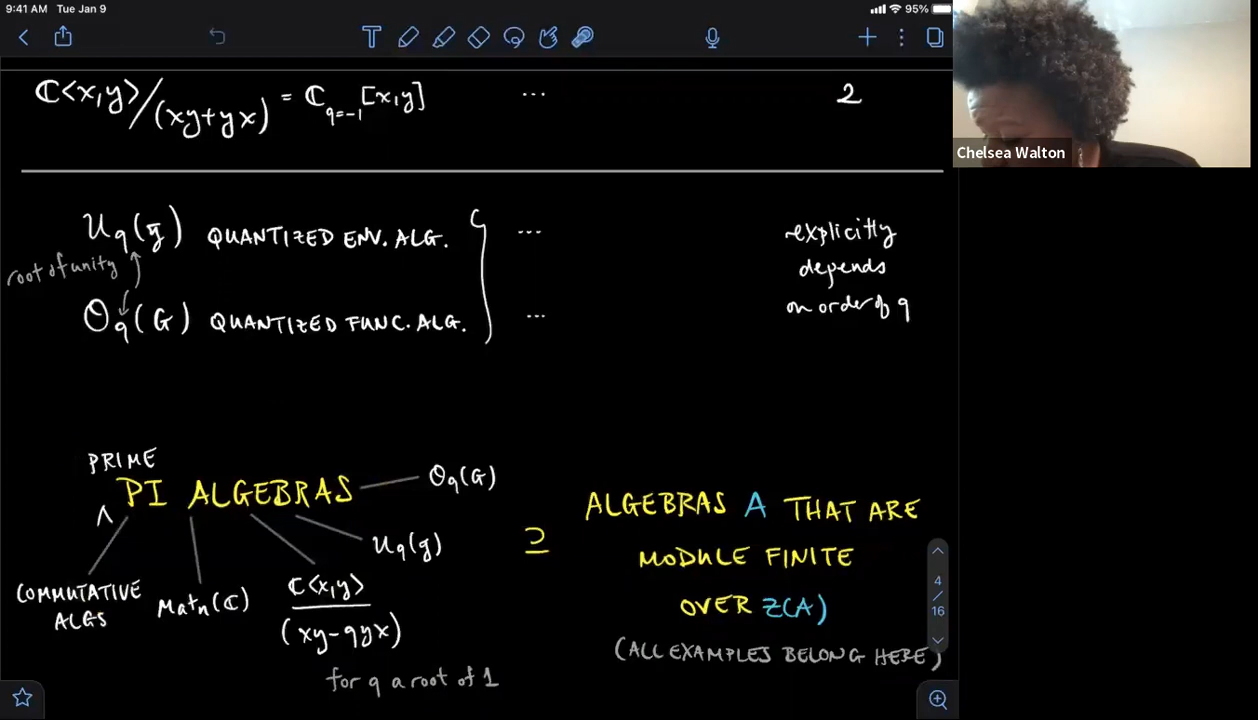 9:41 AM Tue Jan 9
95%
ℂ<x,y>/(xy+yx) = ℂ_{q=-1}[x,y] ... 2
U_q(𝔤) QUANTIZED ENV. ALG. ...
root of unity
O_q(G) QUANTIZED FUNC. ALG. ...
explicitly
depends
on order of q
PRIME
^ PI ALGEBRAS
O_q(G)
U_q(g)
COMMUTATIVE
ALGS
Mat_n(ℂ)
ℂ<x,y>
(xy-qyx)
for q a root of 1
⊇
ALGEBRAS A THAT ARE
MODULE FINITE
OVER Z(A)
(ALL EXAMPLES BELONG HERE)
4
/
16
Chelsea Walton